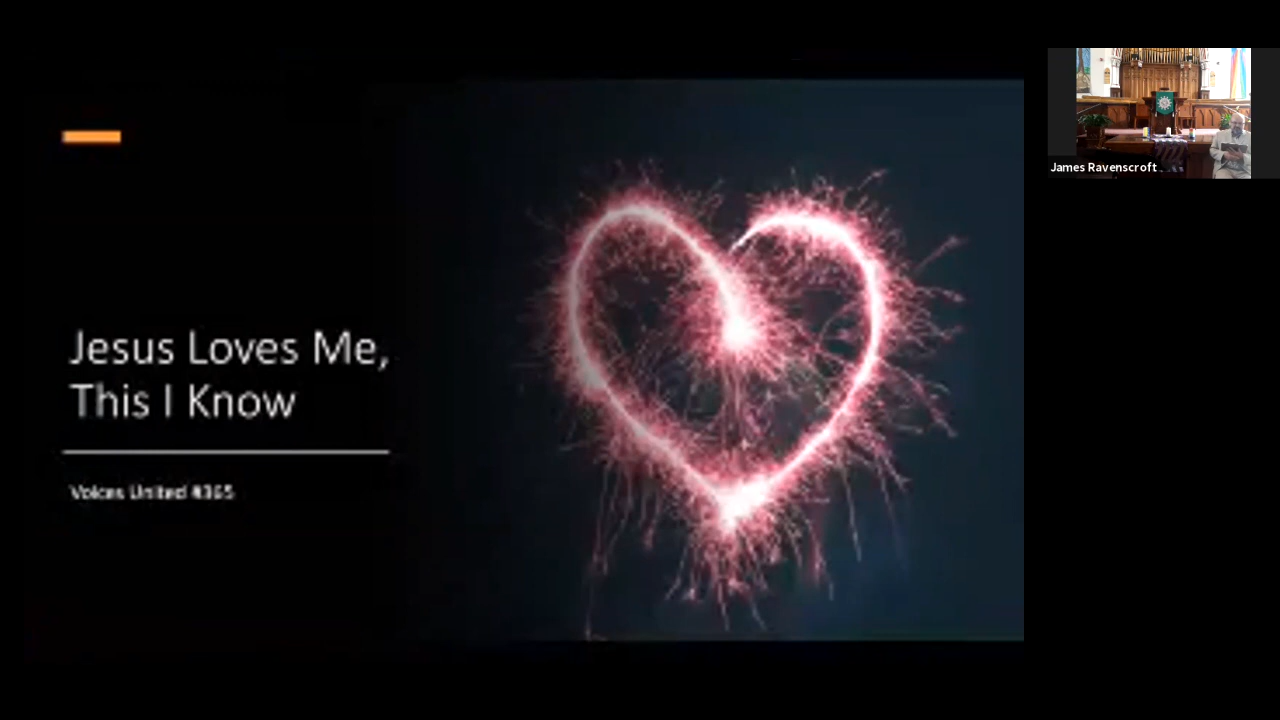 Jesus Loves Me,
This I Know
Voices United #365
James Ravenscroft